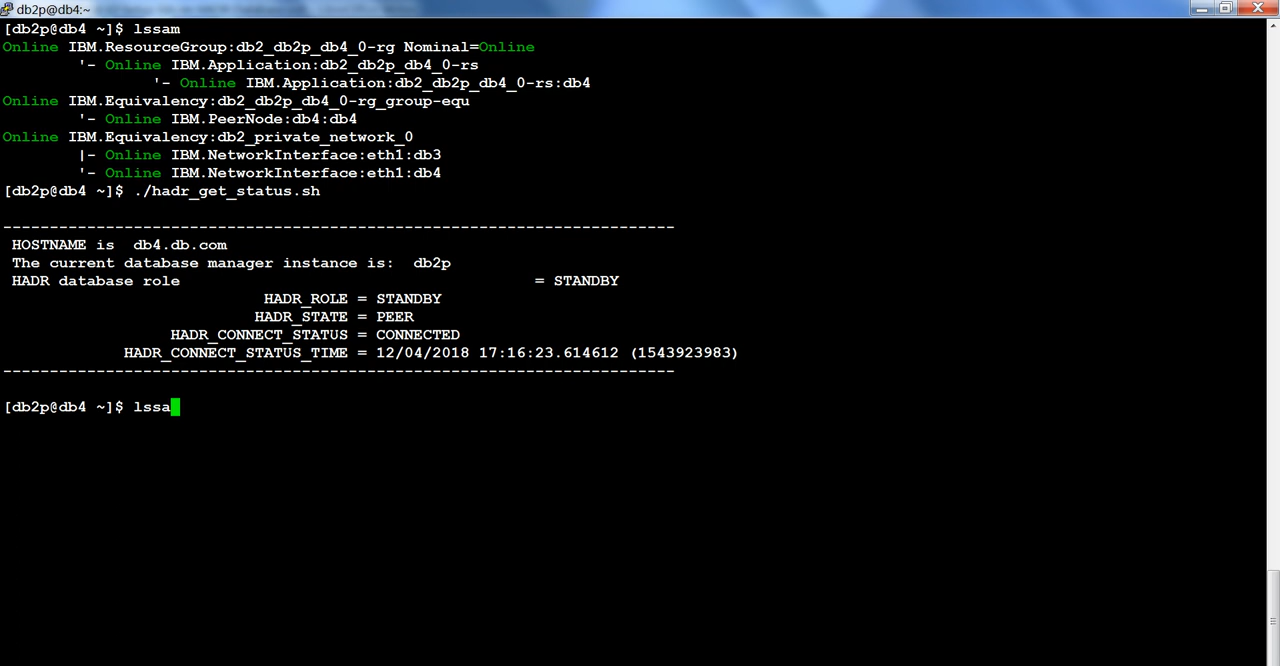 db2p@db4:~
[db2p@db4 ~]$ lssam
Online IBM.ResourceGroup:db2_db2p_db4_0-rg Nominal=Online
        '- Online IBM.Application:db2_db2p_db4_0-rs
                '- Online IBM.Application:db2_db2p_db4_0-rs:db4
Online IBM.Equivalency:db2_db2p_db4_0-rg_group-equ
        '- Online IBM.PeerNode:db4:db4
Online IBM.Equivalency:db2_private_network_0
        |- Online IBM.NetworkInterface:eth1:db3
        '- Online IBM.NetworkInterface:eth1:db4
[db2p@db4 ~]$ ./hadr_get_status.sh
------------------------------------------------------------------------
 HOSTNAME is  db4.db.com
 The current database manager instance is:  db2p
 HADR database role                                      = STANDBY
                            HADR_ROLE = STANDBY
                           HADR_STATE = PEER
                  HADR_CONNECT_STATUS = CONNECTED
             HADR_CONNECT_STATUS_TIME = 12/04/2018 17:16:23.614612 (1543923983)
------------------------------------------------------------------------
[db2p@db4 ~]$ lssa